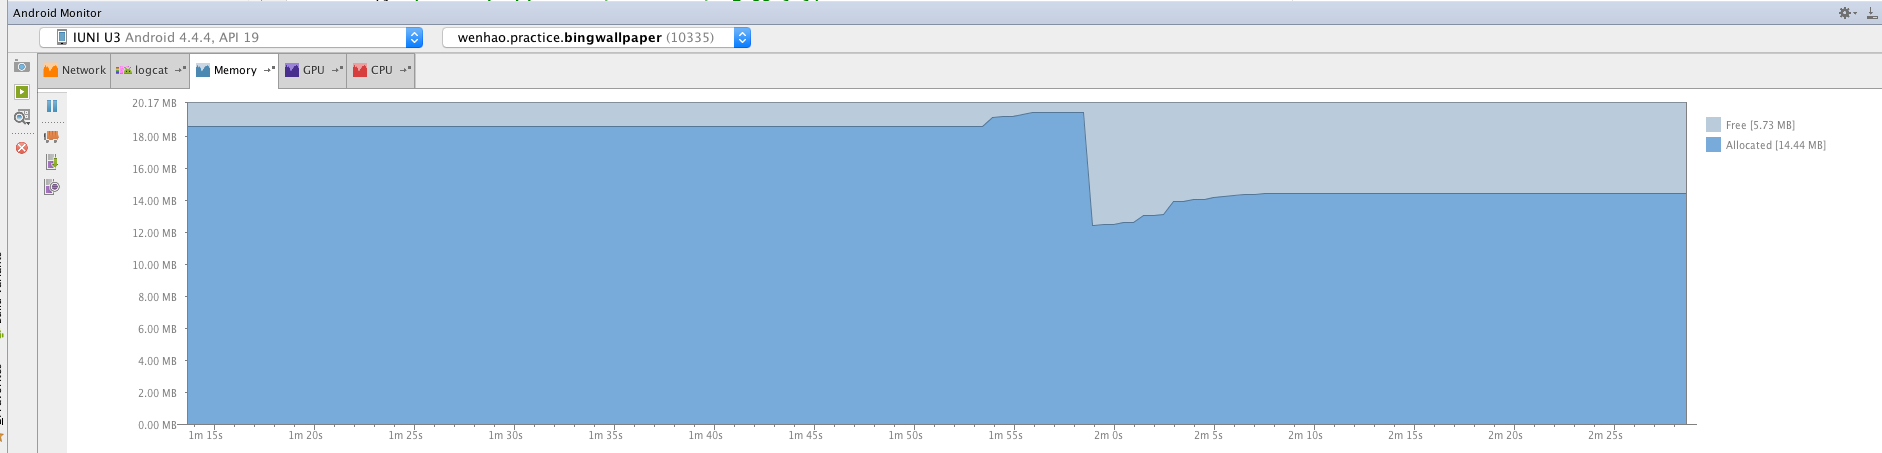 Android Monitor
IUNI U3 Android 4.4.4, API 19
wenhao.practice.bingwallpaper (10335)
Network
logcat
Memory
GPU
CPU
20.17 MB
18.00 MB
16.00 MB
14.00 MB
12.00 MB
10.00 MB
8.00 MB
6.00 MB
4.00 MB
2.00 MB
0.00 MB
Free [5.73 MB]
Allocated [14.44 MB]
1m 15s
1m 20s
1m 25s
1m 30s
1m 35s
1m 40s
1m 45s
1m 50s
1m 55s
2m 0s
2m 5s
2m 10s
2m 15s
2m 20s
2m 25s